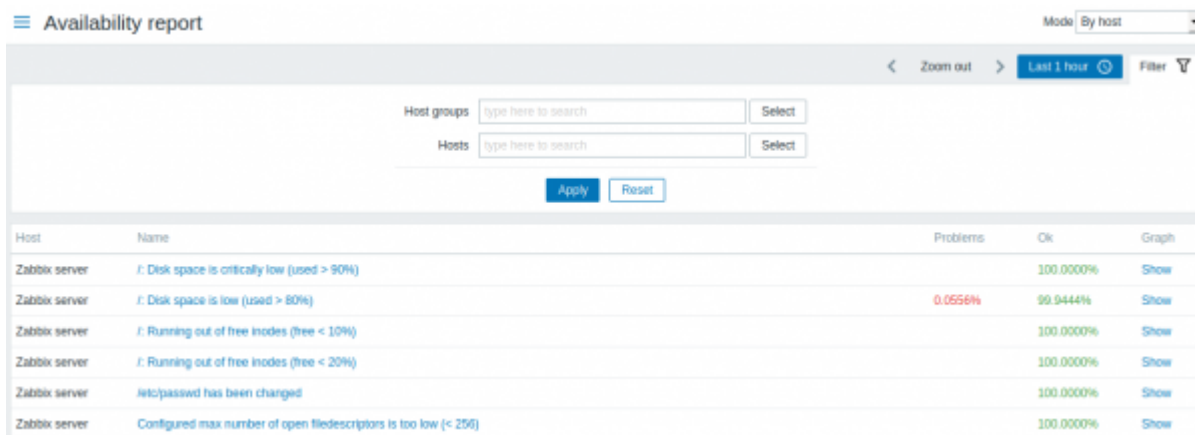 Availability report
Mode By host
Zoom out Last 1 hour Filter
Host groups type here to search Select
Hosts type here to search Select
Apply Reset
Host Name Problems Ok Graph
Zabbix server /: Disk space is critically low (used > 90%) 100.0000% Show
Zabbix server /: Disk space is low (used > 80%) 0.0556% 99.9444% Show
Zabbix server /: Running out of free inodes (free < 10%) 100.0000% Show
Zabbix server /: Running out of free inodes (free < 20%) 100.0000% Show
Zabbix server /etc/passwd has been changed 100.0000% Show
Zabbix server Configured max number of open filedescriptors is too low (< 256) 100.0000% Show